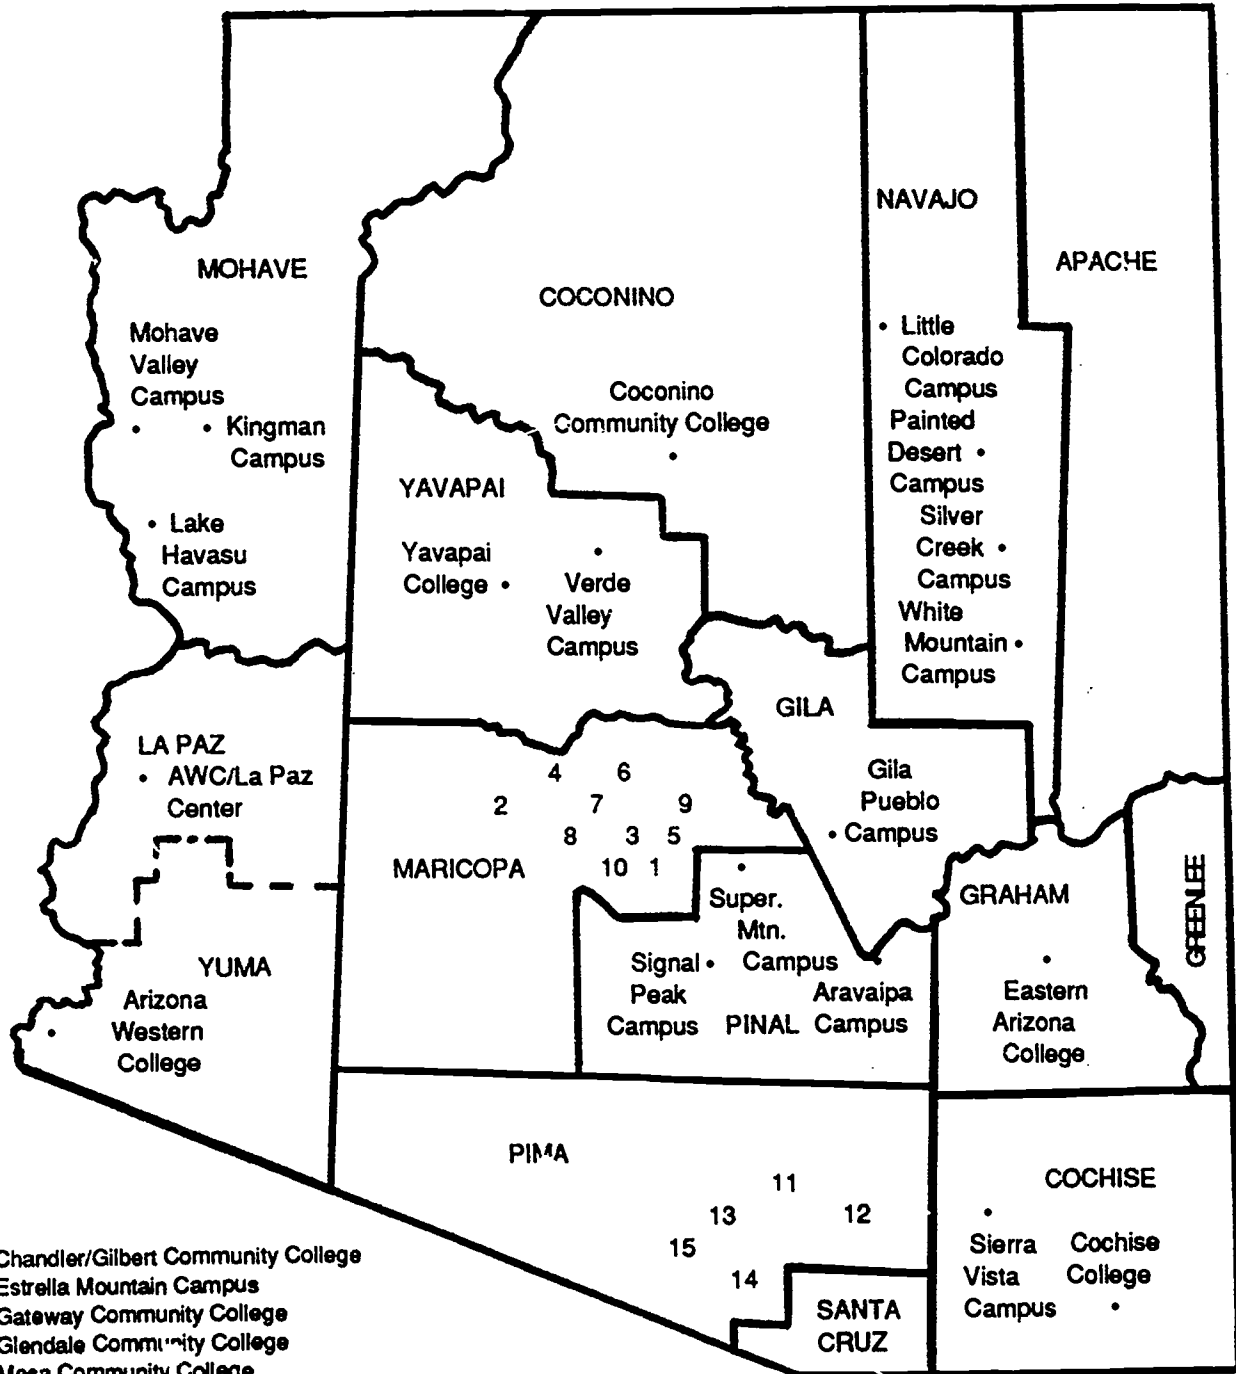 NAVAJO
APACHE
MOHAVE
COCONINO
Mohave
Valley
Campus
• Kingman
Campus
• Lake
Havasu
Campus
Coconino
Community College
• Little
Colorado
Campus
Painted
Desert •
Campus
Silver
Creek •
Campus
White
Mountain •
Campus
YAVAPAI
Yavapai
College •
Verde
Valley
Campus
GILA
Gila
Pueblo
• Campus
LA PAZ
• AWC/La Paz
Center
4 6
2 7 9
8 3 5
10 1
MARICOPA
Super.
Mtn.
Campus
Signal •
Peak
Campus
PINAL
Aravaipa
Campus
GRAHAM
Eastern
Arizona
College
GREENLEE
YUMA
Arizona
Western
College
PIMA
11
13 12
15
14
COCHISE
Sierra
Vista
Campus
Cochise
College
SANTA
CRUZ
Chandler/Gilbert Community College
Estrella Mountain Campus
Gateway Community College
Glendale Community College
Mesa Community College